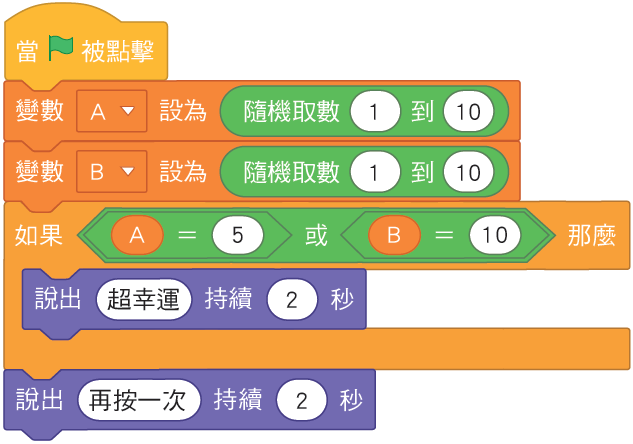 當 被點擊
變數 A 設為 隨機取數 1 到 10
變數 B 設為 隨機取數 1 到 10
如果 A = 5 或 B = 10 那麼
說出 超幸運 持續 2 秒
說出 再按一次 持續 2 秒